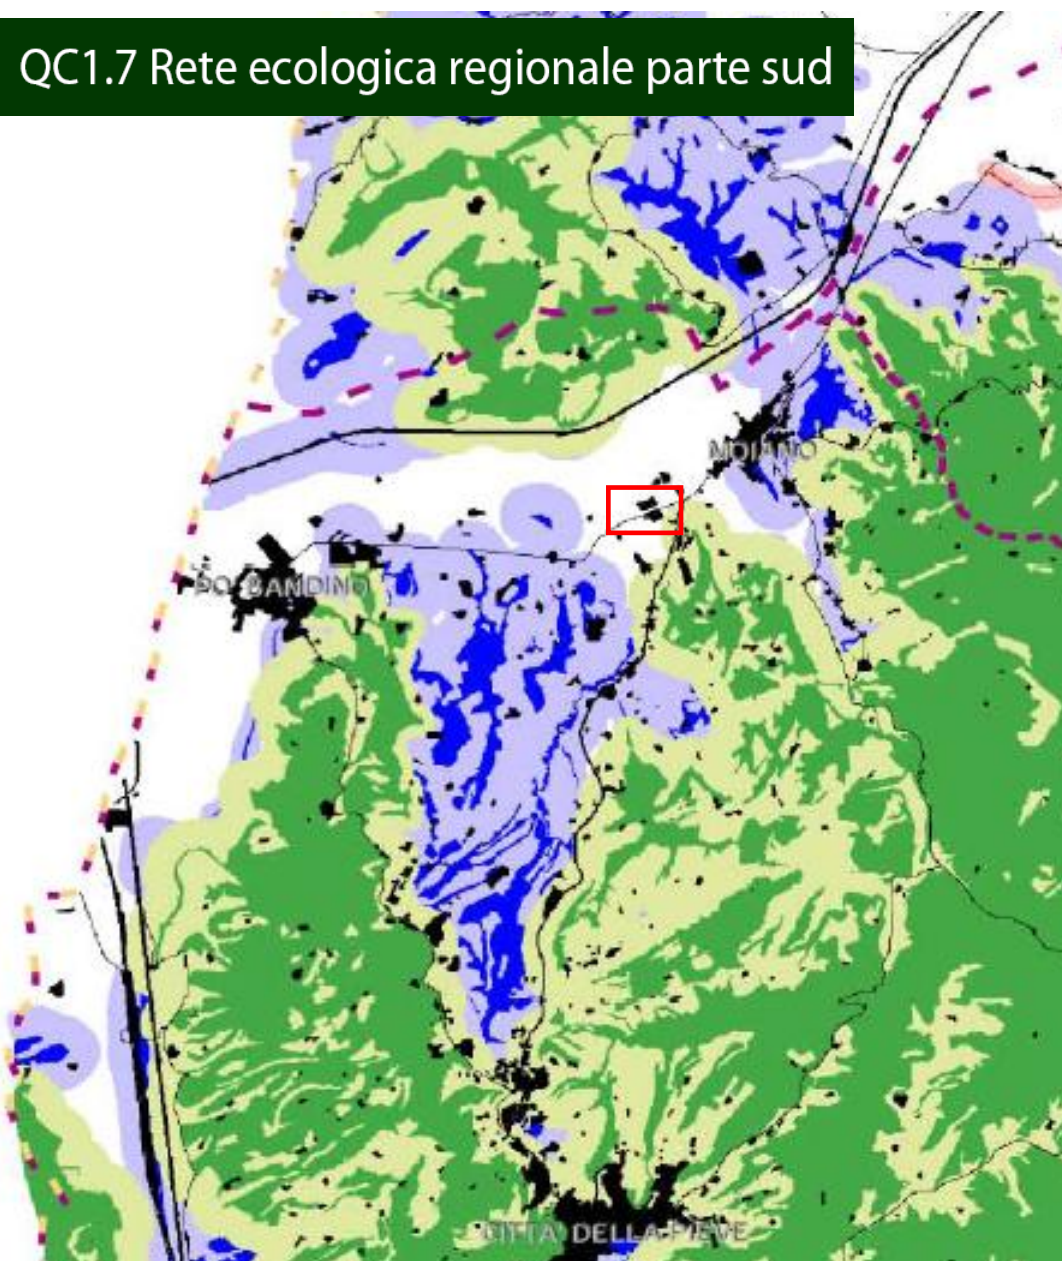 QC1.7 Rete ecologica regionale parte sud
MOIANO
PO' BANDINO
CITTA' DELLA PIEVE